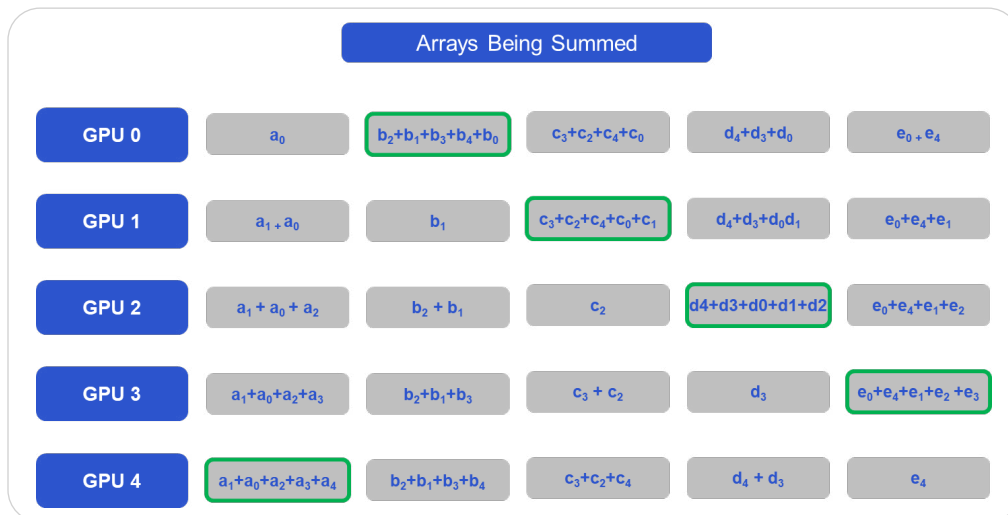 Arrays Being Summed
GPU 0 a₀ b₂+b₁+b₃+b₄+b₀ c₃+c₂+c₄+c₀ d₄+d₃+d₀ e₀ + e₄
GPU 1 a₁ + a₀ b₁ c₃+c₂+c₄+c₀+c₁ d₄+d₃+d₀d₁ e₀+e₄+e₁
GPU 2 a₁ + a₀ + a₂ b₂ + b₁ c₂ d4+d3+d0+d1+d2 e₀+e₄+e₁+e₂
GPU 3 a₁+a₀+a₂+a₃ b₂+b₁+b₃ c₃ + c₂ d₃ e₀+e₄+e₁+e₂ +e₃
GPU 4 a₁+a₀+a₂+a₃+a₄ b₂+b₁+b₃+b₄ c₃+c₂+c₄ d₄ + d₃ e₄